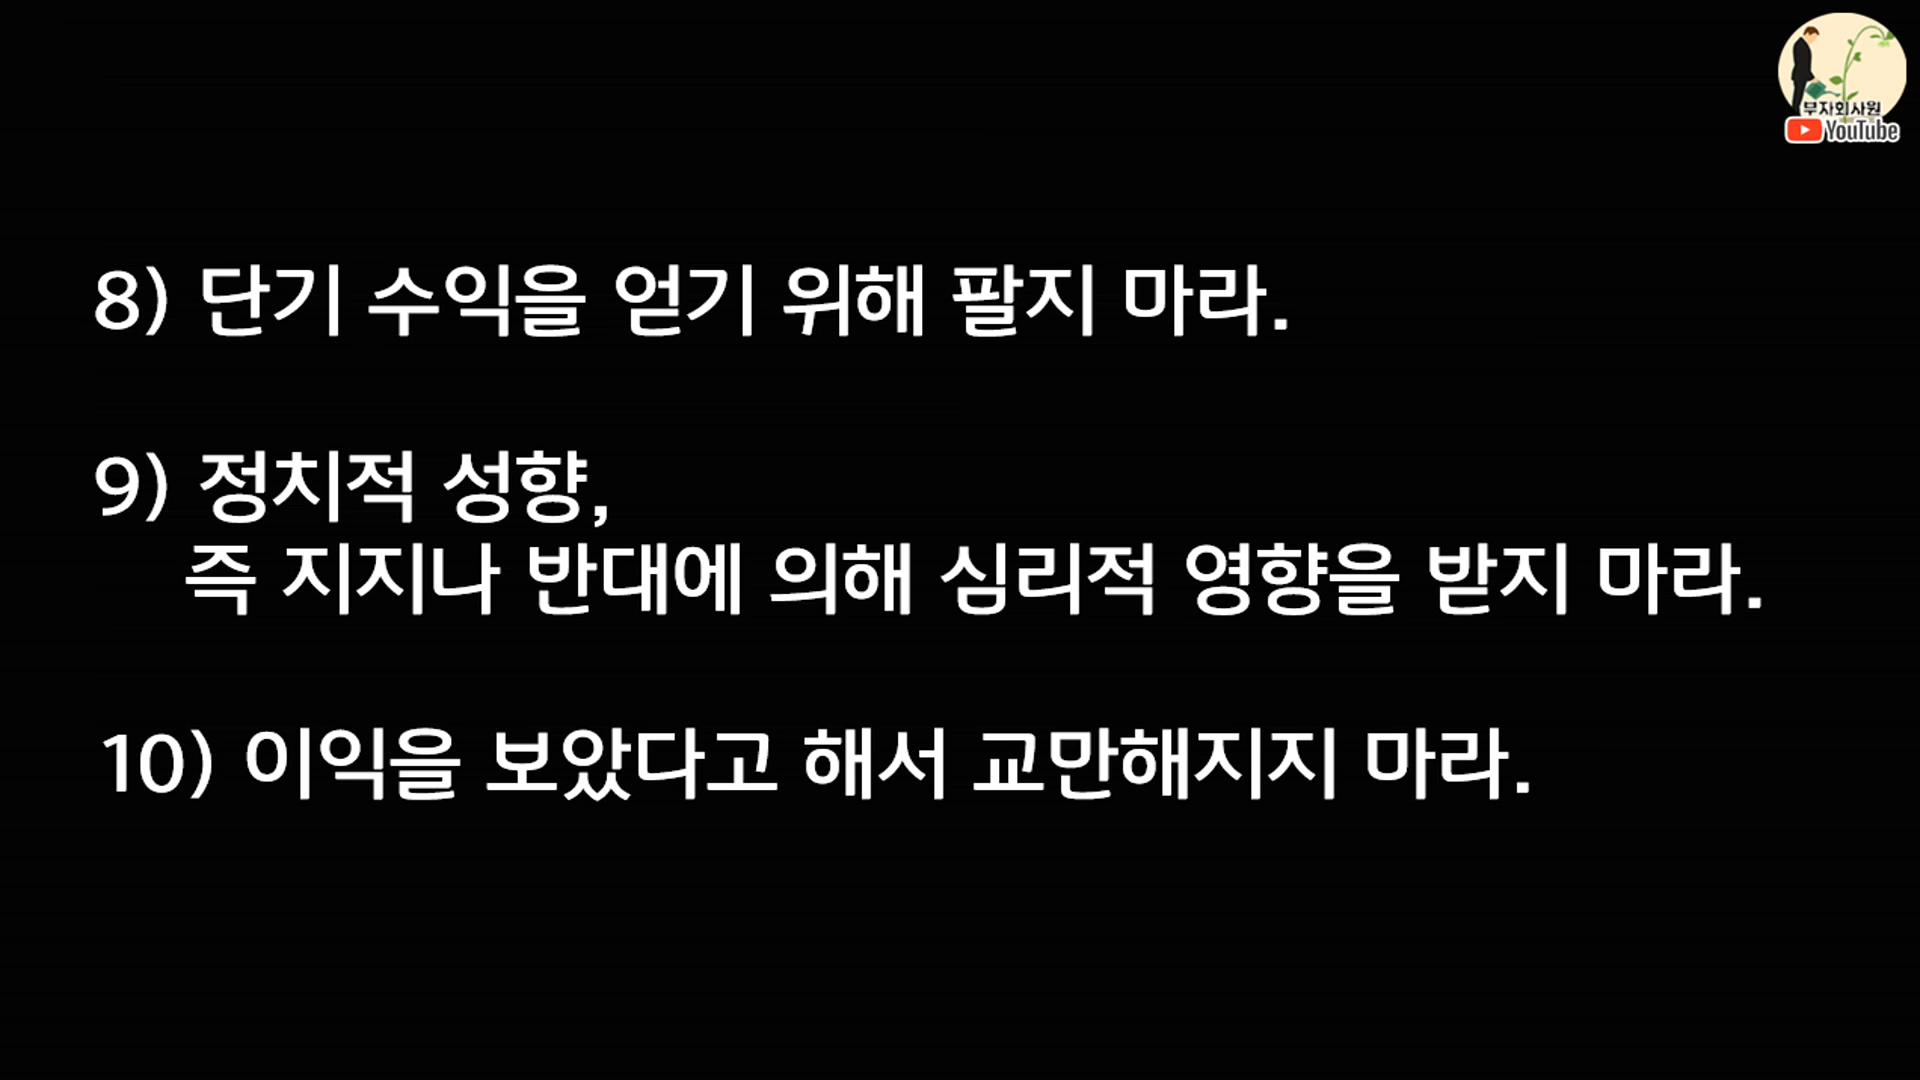 부자회사원
YouTube
8) 단기 수익을 얻기 위해 팔지 마라.
9) 정치적 성향,
즉 지지나 반대에 의해 심리적 영향을 받지 마라.
10) 이익을 보았다고 해서 교만해지지 마라.